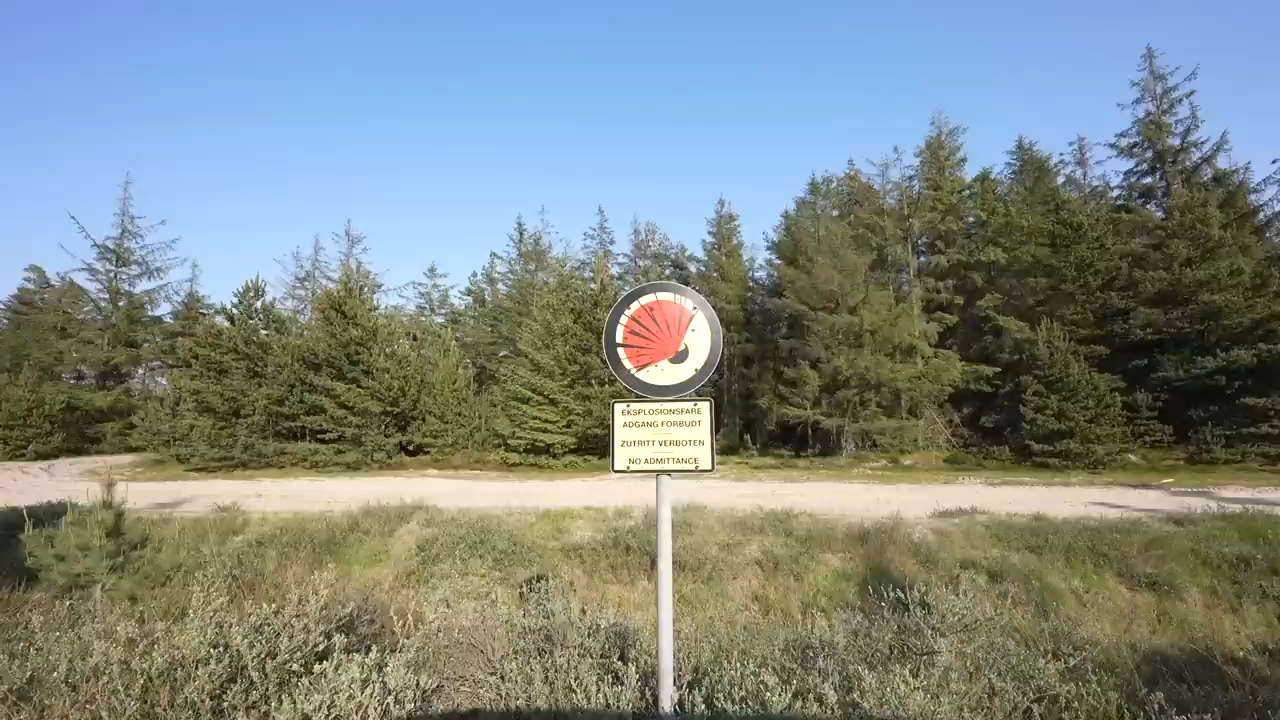 EKSPLOSIONSFARE
ADGANG FORBUDT
ZUTRITT VERBOTEN
NO ADMITTANCE